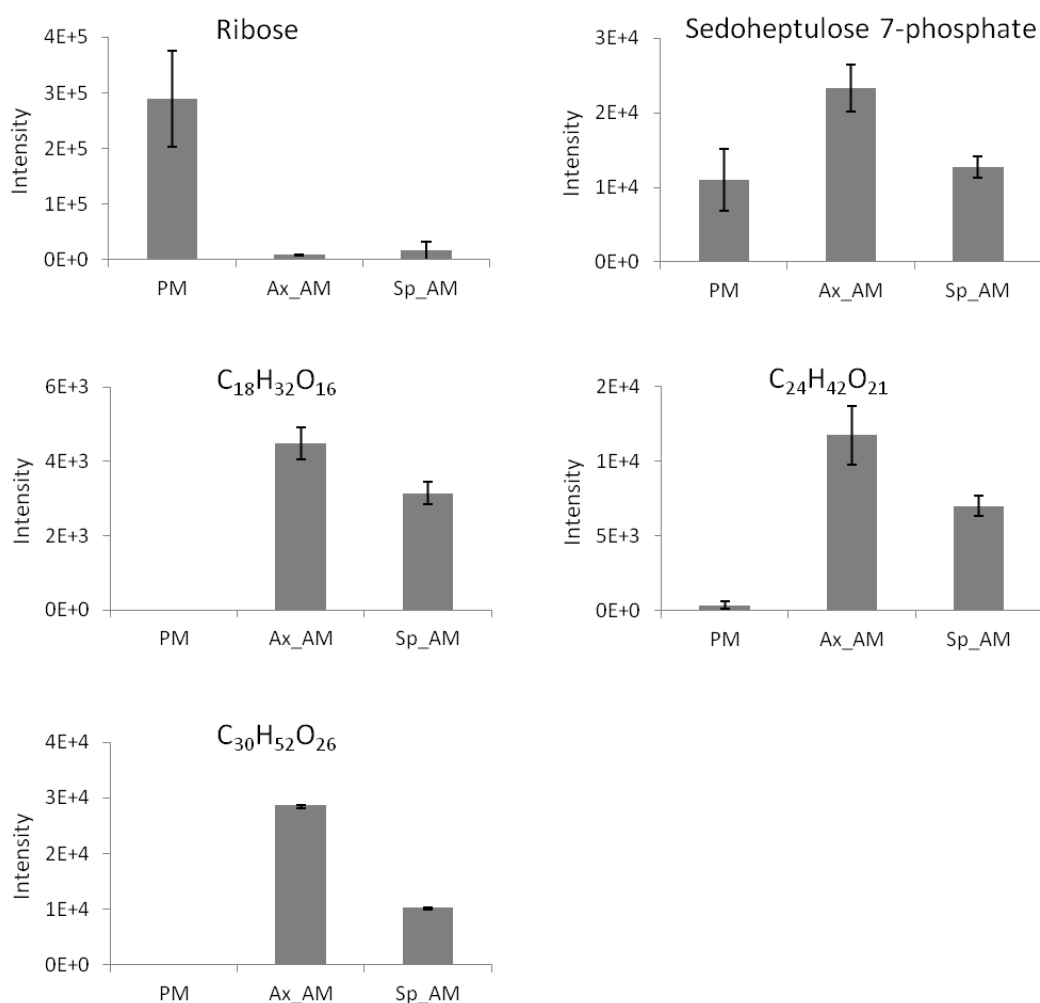 Ribose
4E+5
3E+5
2E+5
1E+5
0E+0
Intensity
PM Ax_AM Sp_AM
Sedoheptulose 7-phosphate
3E+4
2E+4
1E+4
0E+0
Intensity
PM Ax_AM Sp_AM
C₁₈H₃₂O₁₆
6E+3
4E+3
2E+3
0E+0
Intensity
PM Ax_AM Sp_AM
C₂₄H₄₂O₂₁
2E+4
1E+4
5E+3
0E+0
Intensity
PM Ax_AM Sp_AM
C₃₀H₅₂O₂₆
4E+4
3E+4
2E+4
1E+4
0E+0
Intensity
PM Ax_AM Sp_AM